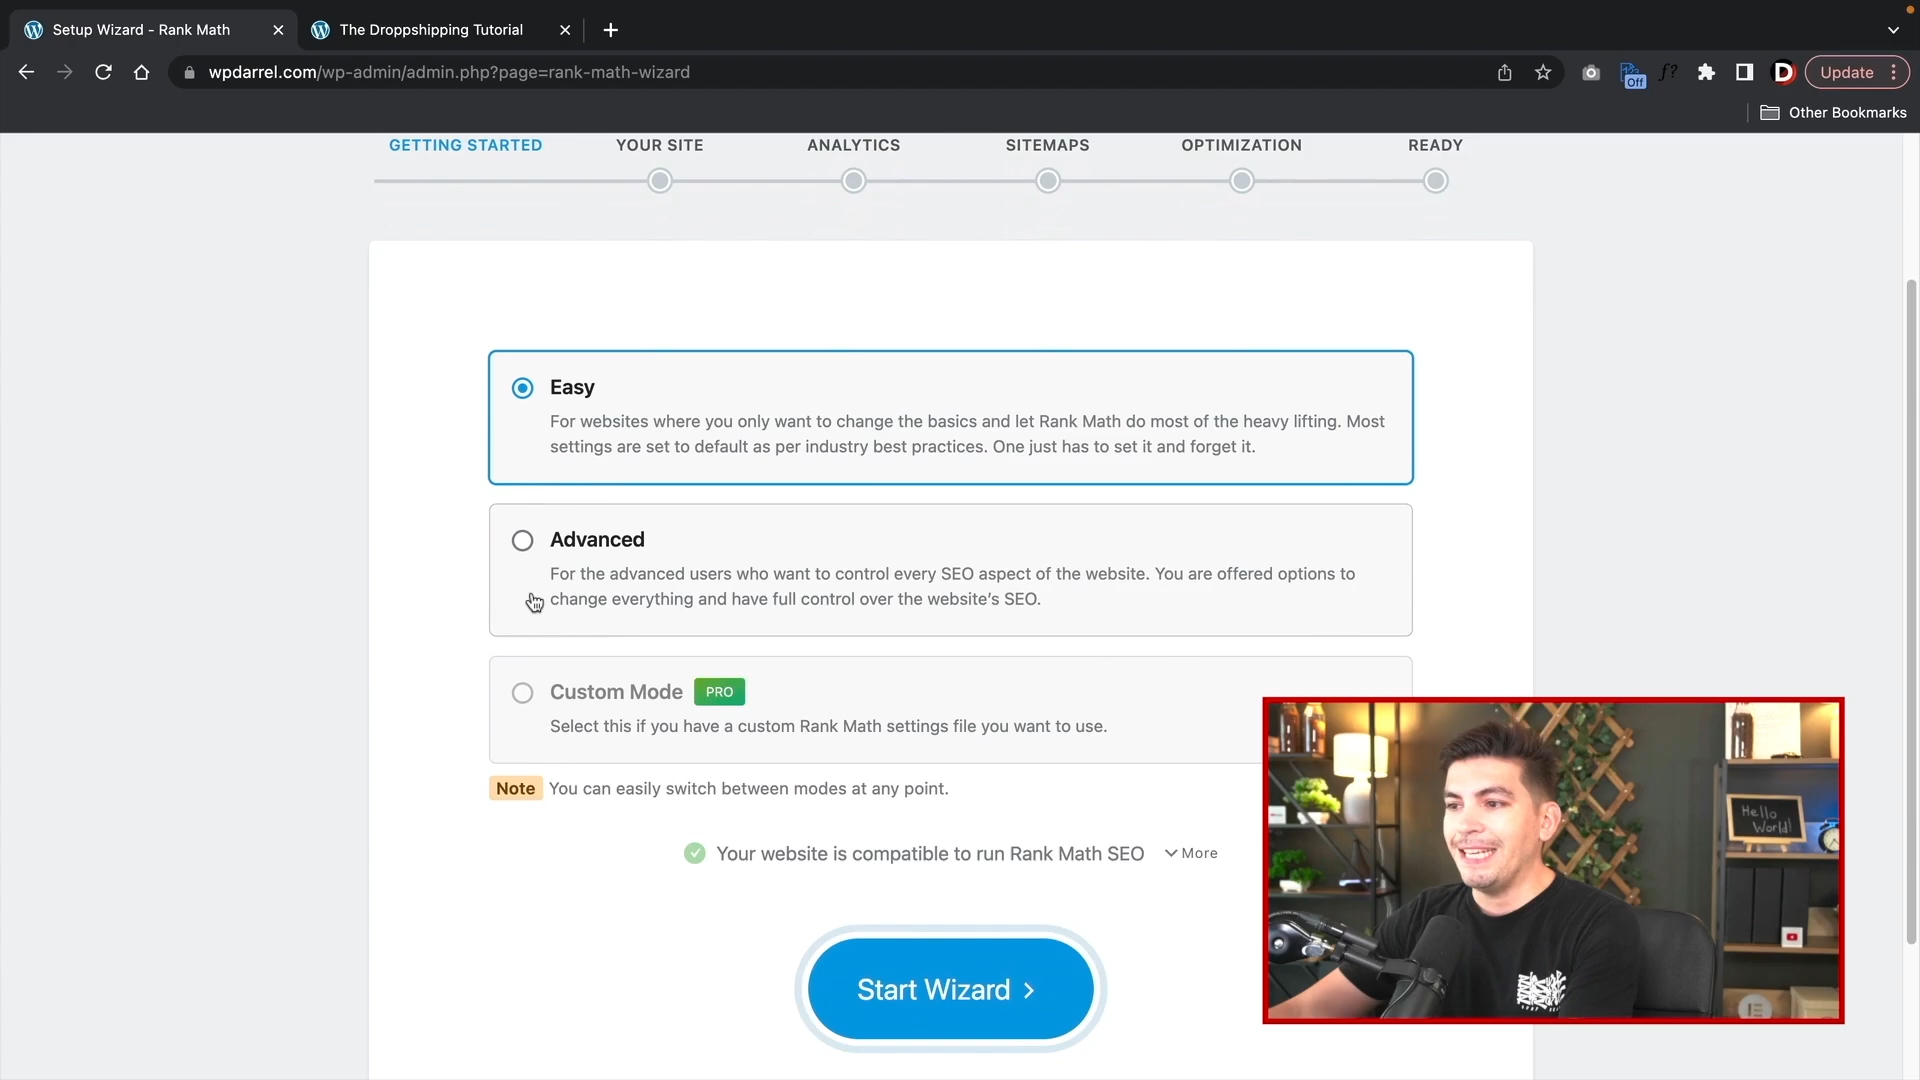 Setup Wizard - Rank Math
The Droppshipping Tutorial
wpdarrel.com/wp-admin/admin.php?page=rank-math-wizard
Off
f?
D
Update
Other Bookmarks
GETTING STARTED
YOUR SITE
ANALYTICS
SITEMAPS
OPTIMIZATION
READY
Easy
For websites where you only want to change the basics and let Rank Math do most of the heavy lifting. Most
settings are set to default as per industry best practices. One just has to set it and forget it.
Advanced
For the advanced users who want to control every SEO aspect of the website. You are offered options to
change everything and have full control over the website's SEO.
Custom Mode PRO
Select this if you have a custom Rank Math settings file you want to use.
Note You can easily switch between modes at any point.
Your website is compatible to run Rank Math SEO More
Start Wizard
Hello
World!